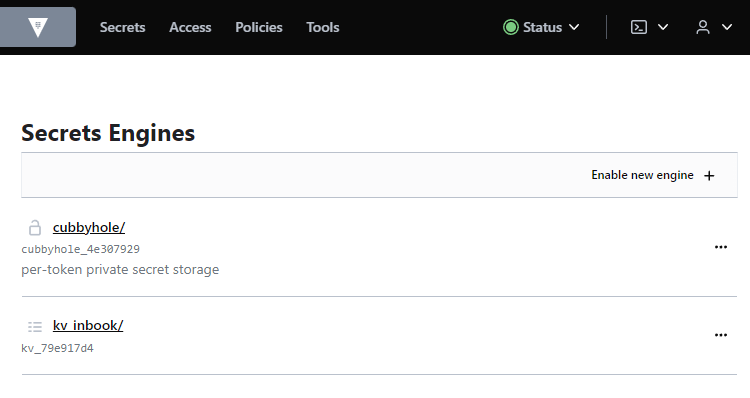 Secrets Access Policies Tools Status
Secrets Engines
Enable new engine +
cubbyhole/
cubbyhole_4e307929
per-token private secret storage
kv_inbook/
kv_79e917d4